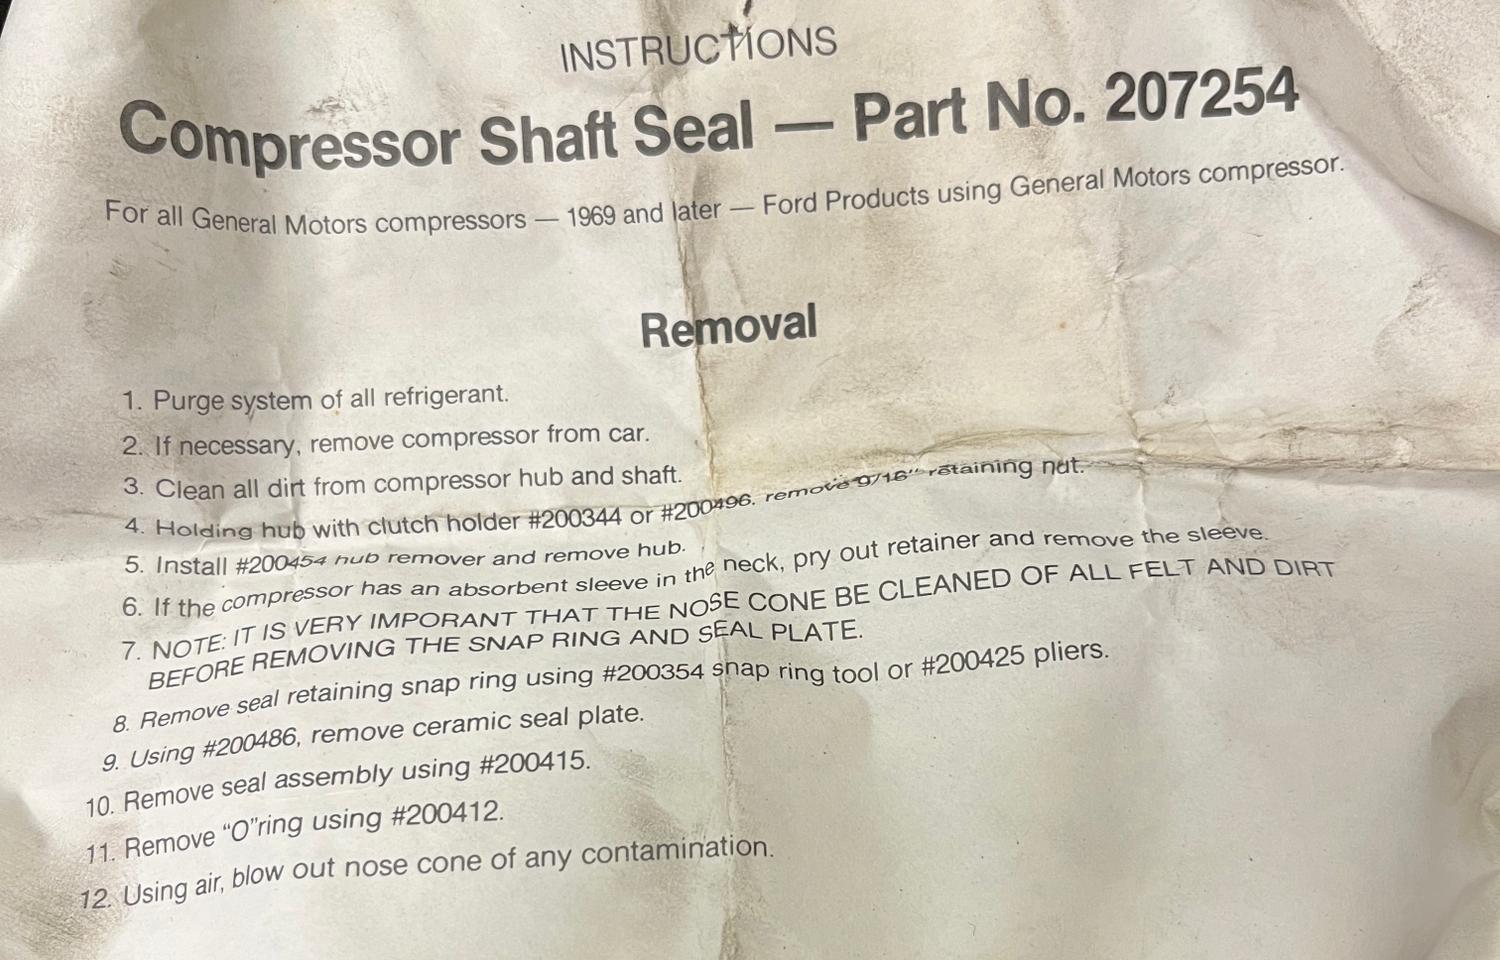 INSTRUCTIONS
Compressor Shaft Seal — Part No. 207254
For all General Motors compressors — 1969 and later — Ford Products using General Motors compressor.
Removal
1. Purge system of all refrigerant.
2. If necessary, remove compressor from car.
3. Clean all dirt from compressor hub and shaft.
4. Holding hub with clutch holder #200344 or #200496, remove 9/16" retaining nut.
5. Install #200454 hub remover and remove hub.
6. If the compressor has an absorbent sleeve in the neck, pry out retainer and remove the sleeve.
7. NOTE: IT IS VERY IMPORANT THAT THE NOSE CONE BE CLEANED OF ALL FELT AND DIRT
BEFORE REMOVING THE SNAP RING AND SEAL PLATE.
8. Remove seal retaining snap ring using #200354 snap ring tool or #200425 pliers.
9. Using #200486, remove ceramic seal plate.
10. Remove seal assembly using #200415.
11. Remove “O”ring using #200412.
12. Using air, blow out nose cone of any contamination.